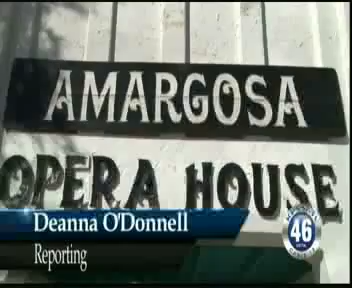 AMARGOSA
OPERA HOUSE
Deanna O'Donnell
Reporting
46